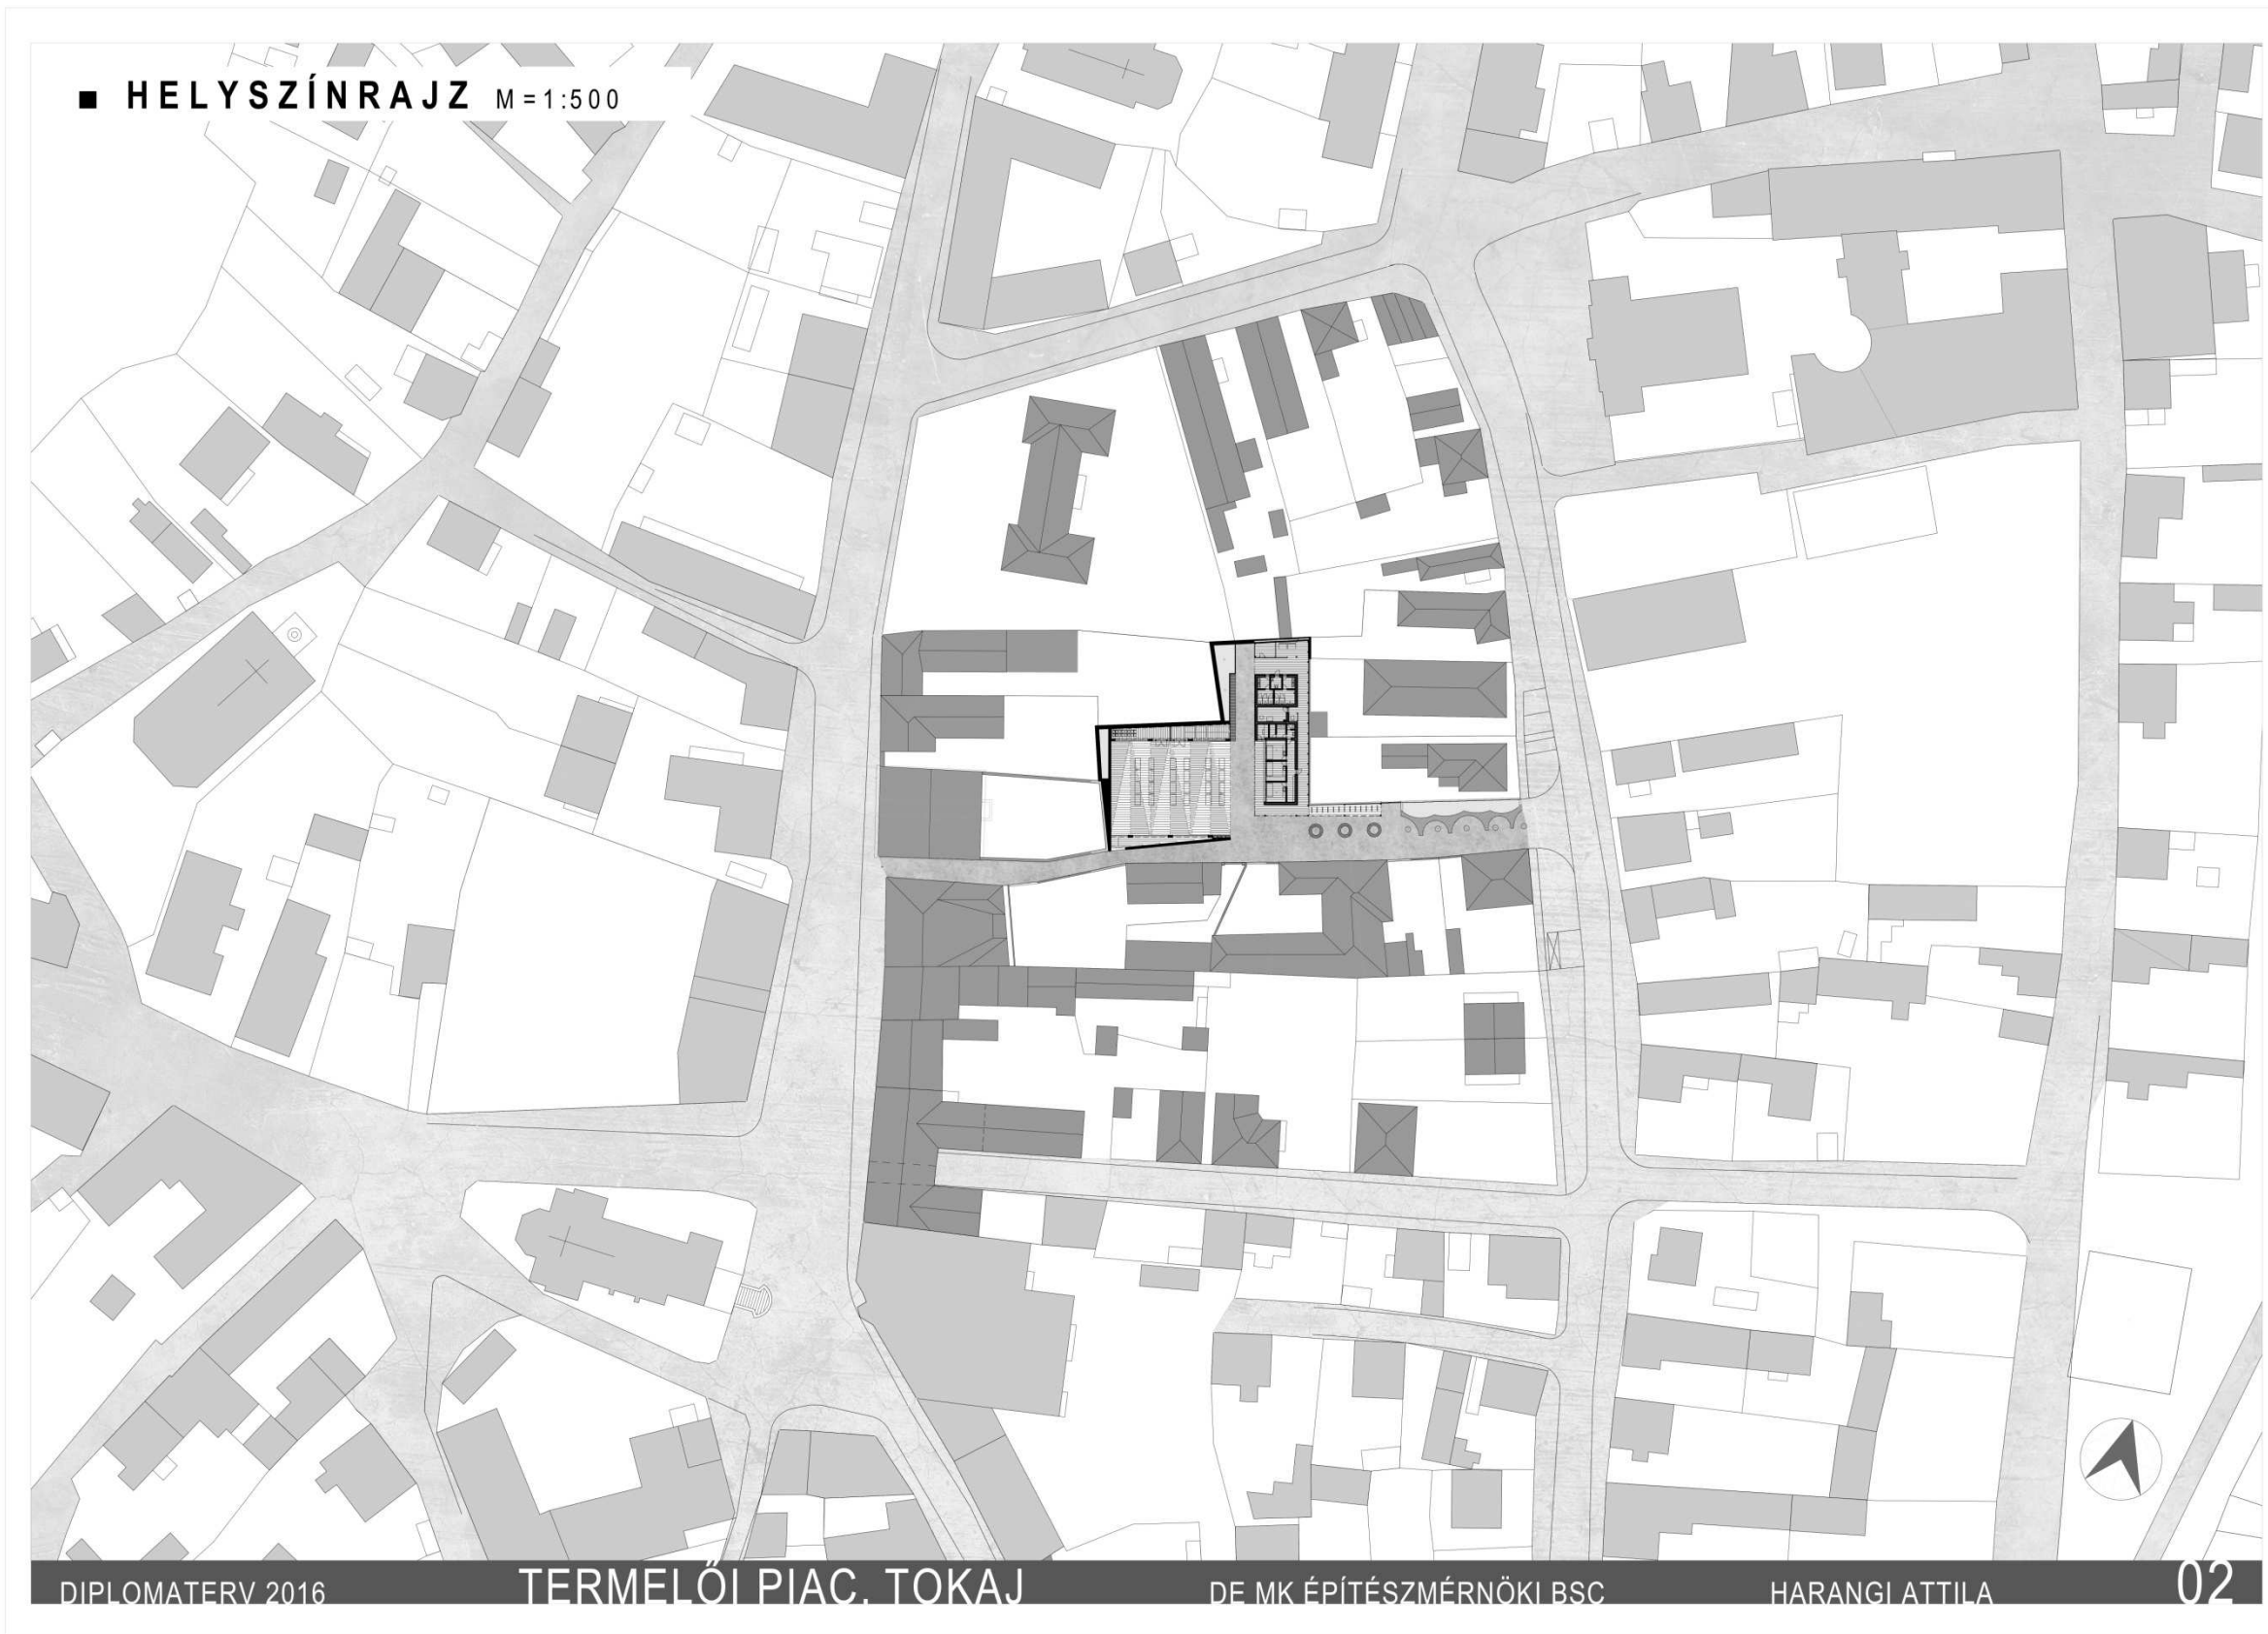 ■ HELYSZÍNRAJZ M=1:500
DIPLOMATERV 2016 TERMELŐI PIAC, TOKAJ DE MK ÉPÍTÉSZMÉRNÖKI BSC HARANGI ATTILA 02